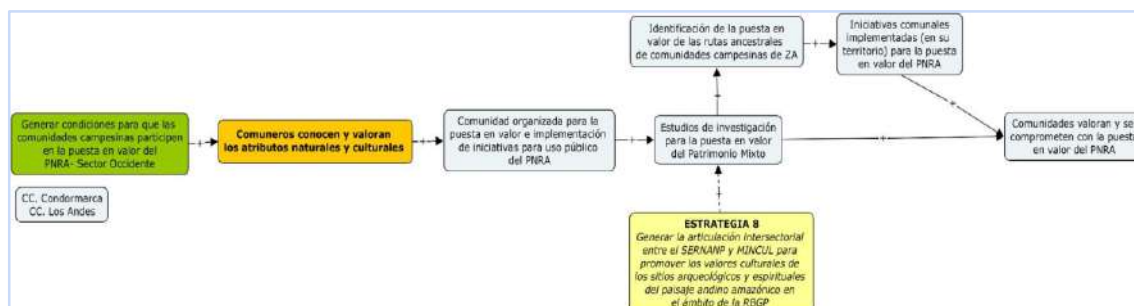 Generar condiciones para que las
comunidades campesinas participen
en la puesta en valor del
PNRA- Sector Occidente
CC. Condormarca
CC. Los Andes
Comuneros conocen y valoran
los atributos naturales y culturales
Comunidad organizada para la
puesta en valor e implementación
de iniciativas para uso público
del PNRA
Estudios de investigación
para la puesta en valor
del Patrimonio Mixto
Identificación de la puesta en
valor de las rutas ancestrales
de comunidades campesinas de ZA
Iniciativas comunales
implementadas (en su
territorio) para la puesta
en valor del PNRA
Comunidades valoran y se
comprometen con la puesta
en valor del PNRA
ESTRATEGIA 8
Generar la articulación intersectorial
entre el SERNANP y MINCUL para
promover los valores culturales de
los sitios arqueológicos y espirituales
del paisaje andino amazónico en
el ámbito de la RBGP